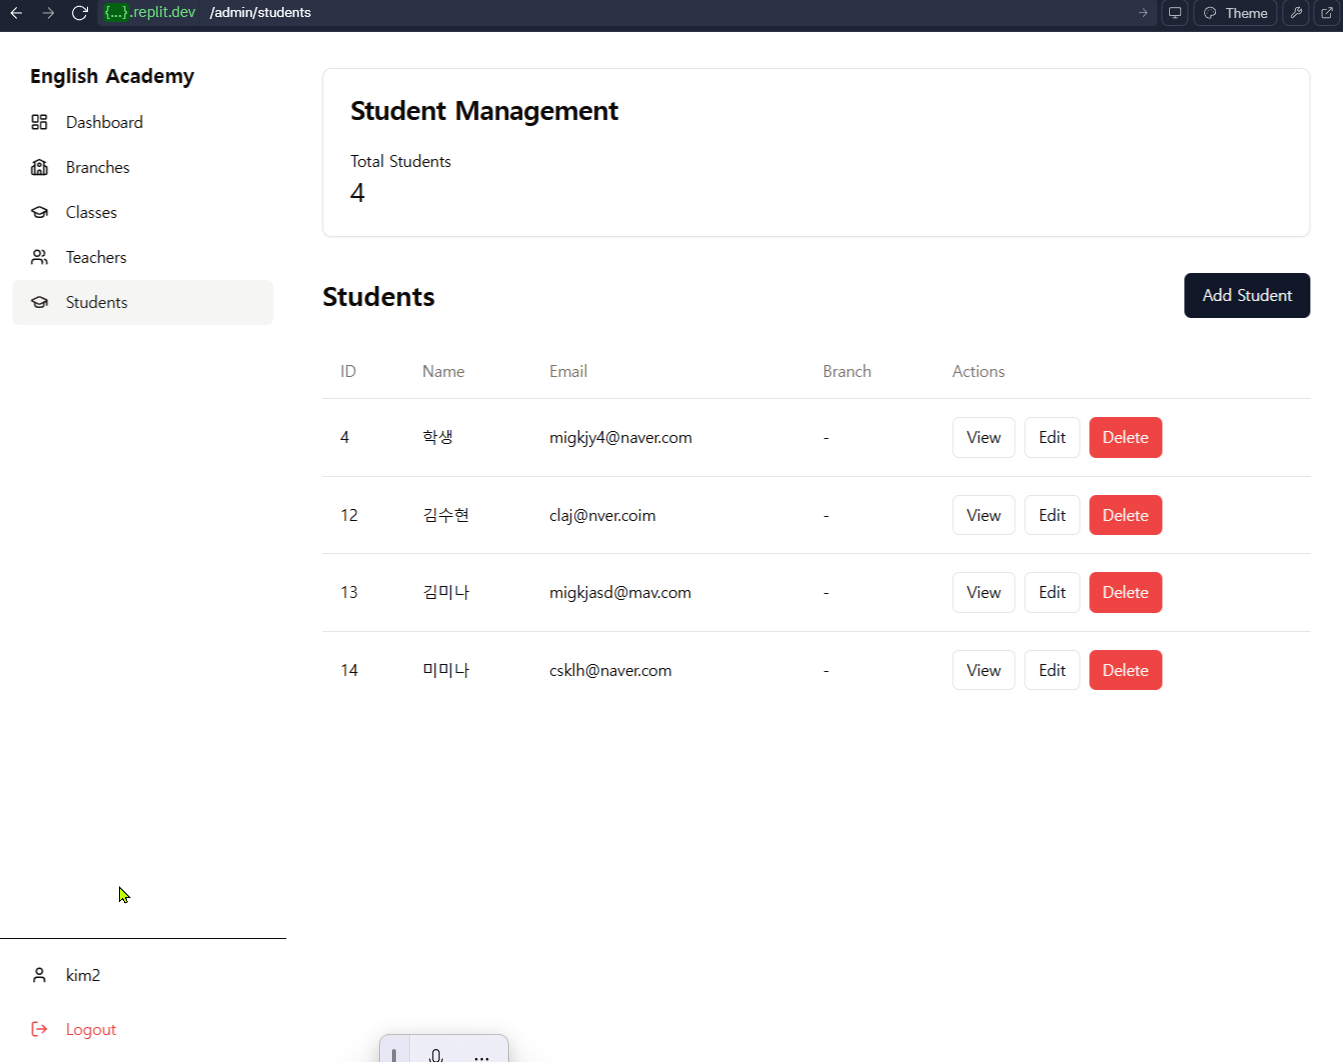 {...}.replit.dev /admin/students
Theme
English Academy
Dashboard
Branches
Classes
Teachers
Students
kim2
Logout
Student Management
Total Students
4
Students
Add Student
ID Name Email Branch Actions
4 학생 migkjy4@naver.com - View Edit Delete
12 김수현 claj@nver.coim - View Edit Delete
13 김미나 migkjasd@mav.com - View Edit Delete
14 미미나 csklh@naver.com - View Edit Delete